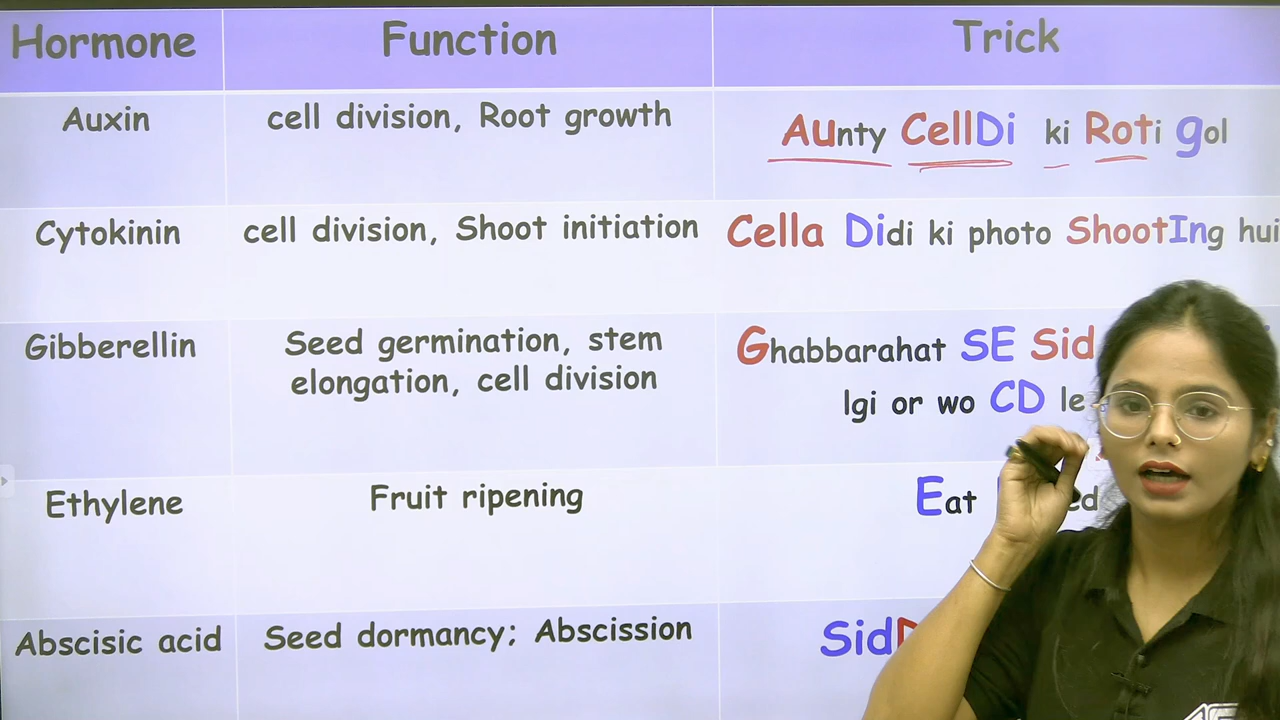 Hormone Function Trick
Auxin cell division, Root growth AUnty CellDi ki Roti gol
Cytokinin cell division, Shoot initiation Cella Didi ki photo ShootIng hui
Gibberellin Seed germination, stem Ghabbarahat SE Sid
elongation, cell division lgi or wo CD le
Ethylene Fruit ripening Eat
Abscisic acid Seed dormancy; Abscission